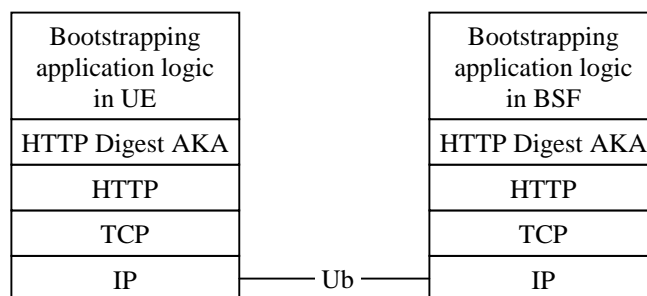 Bootstrapping
application logic
in UE
HTTP Digest AKA
HTTP
TCP
IP
Ub
Bootstrapping
application logic
in BSF
HTTP Digest AKA
HTTP
TCP
IP